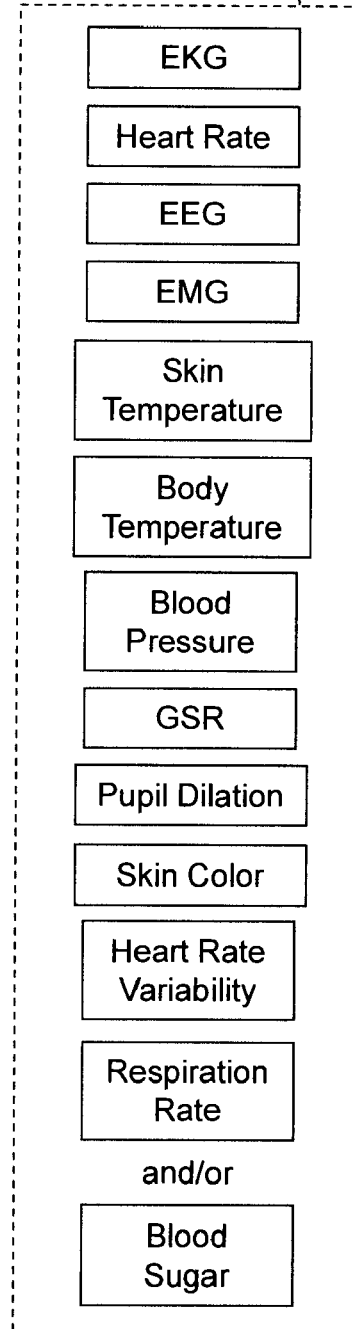 EKG
Heart Rate
EEG
EMG
Skin
Temperature
Body
Temperature
Blood
Pressure
GSR
Pupil Dilation
Skin Color
Heart Rate
Variability
Respiration
Rate
and/or
Blood
Sugar